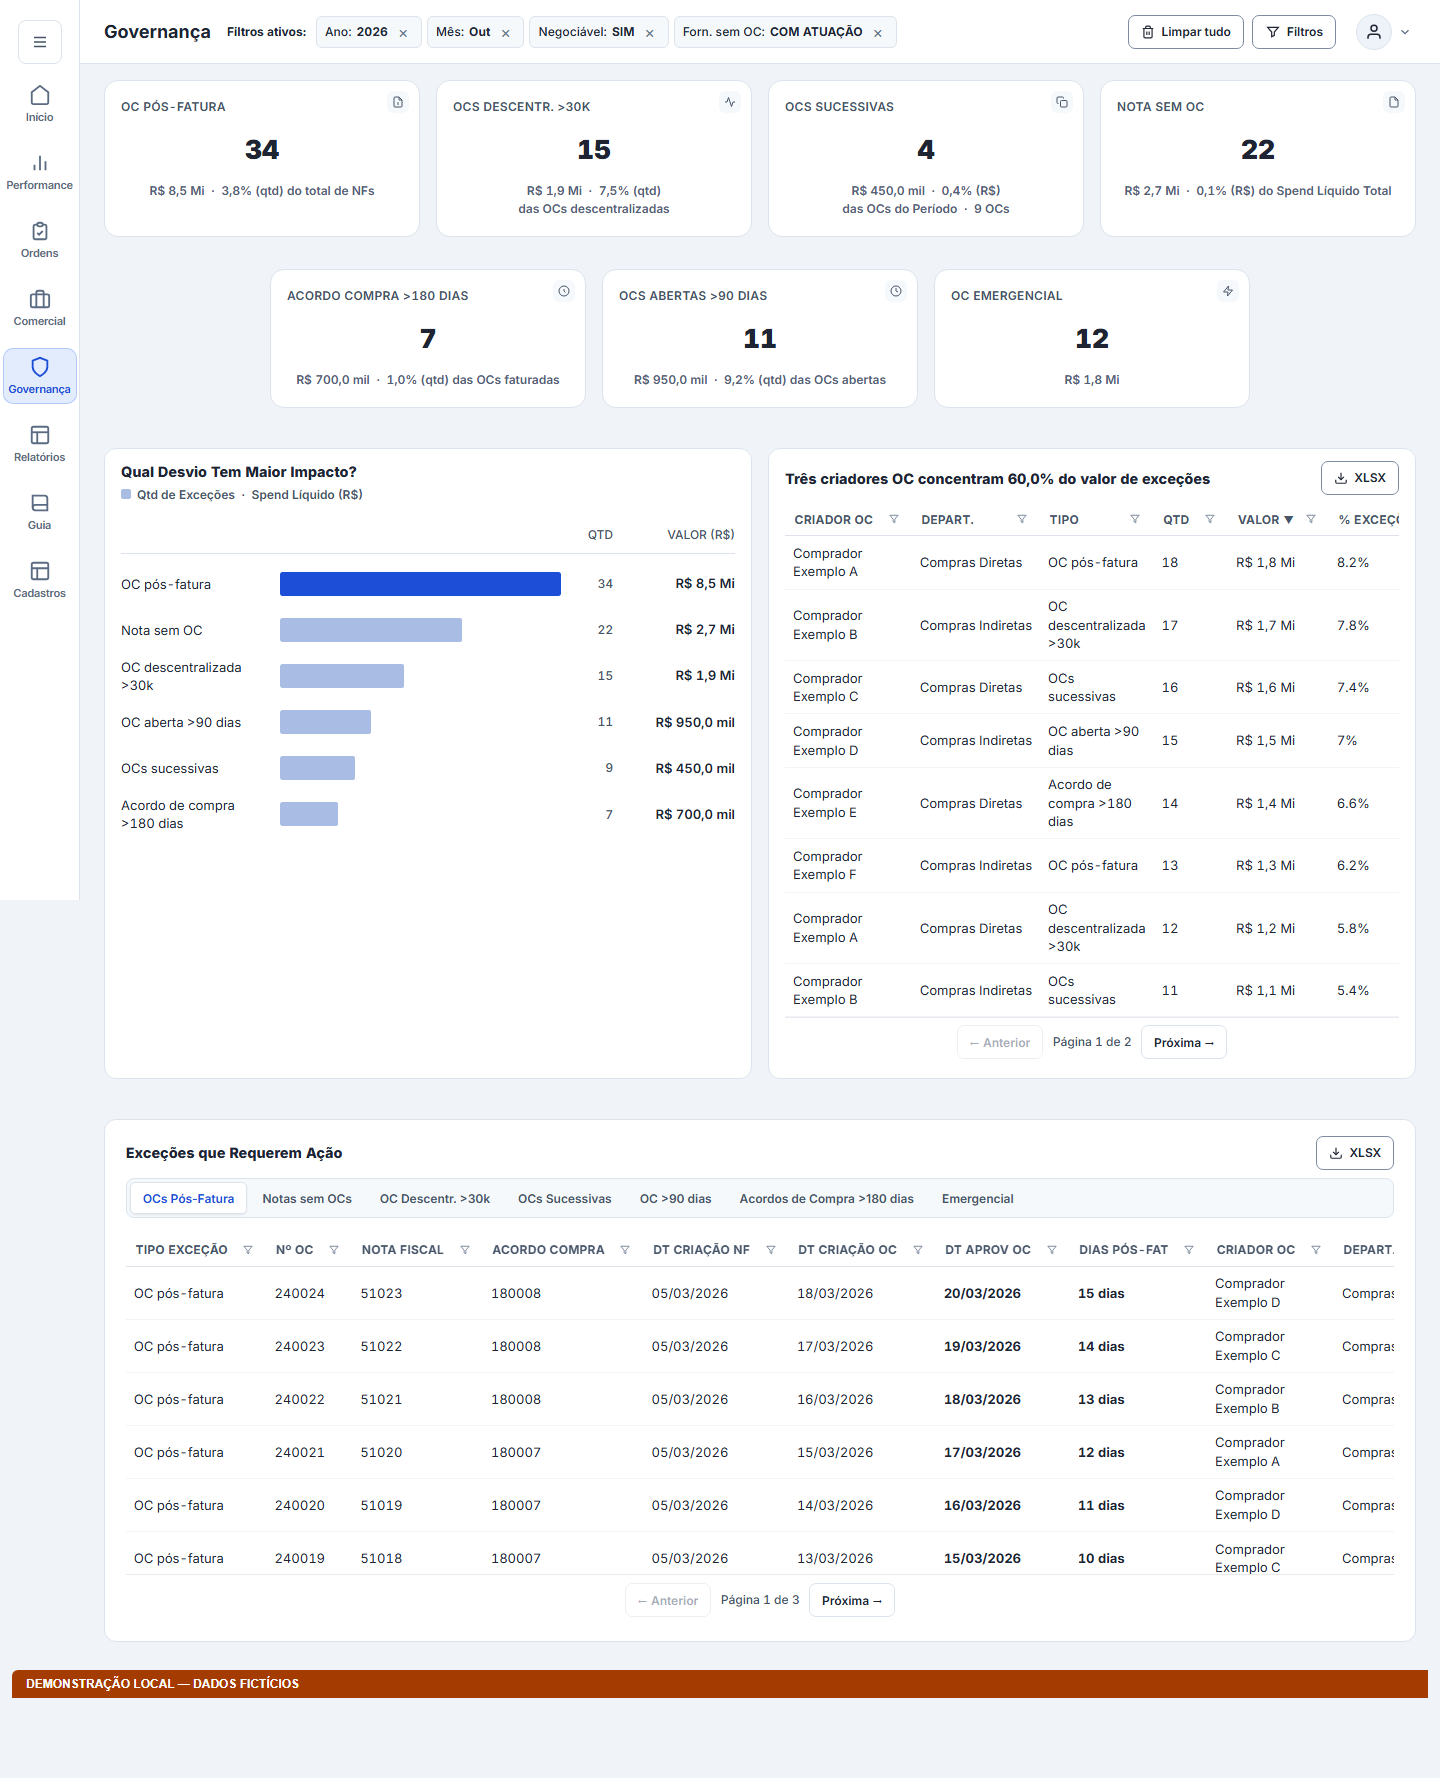 Governança
Filtros ativos:
Ano: 2026 ×
Mês: Out ×
Negociável: SIM ×
Forn. sem OC: COM ATUAÇÃO ×
Limpar tudo
Filtros
Início
Performance
Ordens
Comercial
Governança
Relatórios
Guia
Cadastros
OC PÓS-FATURA
34
R$ 8,5 Mi · 3,8% (qtd) do total de NFs
OCS DESCENTR. >30K
15
R$ 1,9 Mi · 7,5% (qtd)
das OCs descentralizadas
OCS SUCESSIVAS
4
R$ 450,0 mil · 0,4% (R$)
das OCs do Período · 9 OCs
NOTA SEM OC
22
R$ 2,7 Mi · 0,1% (R$) do Spend Líquido Total
ACORDO COMPRA >180 DIAS
7
R$ 700,0 mil · 1,0% (qtd) das OCs faturadas
OCS ABERTAS >90 DIAS
11
R$ 950,0 mil · 9,2% (qtd) das OCs abertas
OC EMERGENCIAL
12
R$ 1,8 Mi
Qual Desvio Tem Maior Impacto?
Qtd de Exceções · Spend Líquido (R$)
QTD VALOR (R$)
OC pós-fatura 34 R$ 8,5 Mi
Nota sem OC 22 R$ 2,7 Mi
OC descentralizada
>30k 15 R$ 1,9 Mi
OC aberta >90 dias 11 R$ 950,0 mil
OCs sucessivas 9 R$ 450,0 mil
Acordo de compra
>180 dias 7 R$ 700,0 mil
Três criadores OC concentram 60,0% do valor de exceções
XLSX
CRIADOR OC DEPART. TIPO QTD VALOR ▼ % EXCEÇ
Comprador
Exemplo A Compras Diretas OC pós-fatura 18 R$ 1,8 Mi 8.2%
Comprador
Exemplo B Compras Indiretas OC
descentralizada
>30k 17 R$ 1,7 Mi 7.8%
Comprador
Exemplo C Compras Diretas OCs
sucessivas 16 R$ 1,6 Mi 7.4%
Comprador
Exemplo D Compras Indiretas OC aberta >90
dias 15 R$ 1,5 Mi 7%
Comprador
Exemplo E Compras Diretas Acordo de
compra >180
dias 14 R$ 1,4 Mi 6.6%
Comprador
Exemplo F Compras Indiretas OC pós-fatura 13 R$ 1,3 Mi 6.2%
Comprador
Exemplo A Compras Diretas OC
descentralizada
>30k 12 R$ 1,2 Mi 5.8%
Comprador
Exemplo B Compras Indiretas OCs
sucessivas 11 R$ 1,1 Mi 5.4%
← Anterior Página 1 de 2 Próxima →
Exceções que Requerem Ação
XLSX
OCs Pós-Fatura Notas sem OCs OC Descentr. >30k OCs Sucessivas OC >90 dias Acordos de Compra >180 dias Emergencial
TIPO EXCEÇÃO Nº OC NOTA FISCAL ACORDO COMPRA DT CRIAÇÃO NF DT CRIAÇÃO OC DT APROV OC DIAS PÓS-FAT CRIADOR OC DEPART.
OC pós-fatura 240024 51023 180008 05/03/2026 18/03/2026 20/03/2026 15 dias Comprador
Exemplo D Compras
OC pós-fatura 240023 51022 180008 05/03/2026 17/03/2026 19/03/2026 14 dias Comprador
Exemplo C Compras
OC pós-fatura 240022 51021 180008 05/03/2026 16/03/2026 18/03/2026 13 dias Comprador
Exemplo B Compras
OC pós-fatura 240021 51020 180007 05/03/2026 15/03/2026 17/03/2026 12 dias Comprador
Exemplo A Compras
OC pós-fatura 240020 51019 180007 05/03/2026 14/03/2026 16/03/2026 11 dias Comprador
Exemplo D Compras
OC pós-fatura 240019 51018 180007 05/03/2026 13/03/2026 15/03/2026 10 dias Comprador
Exemplo C Compras
← Anterior Página 1 de 3 Próxima →
DEMONSTRAÇÃO LOCAL — DADOS FICTÍCIOS